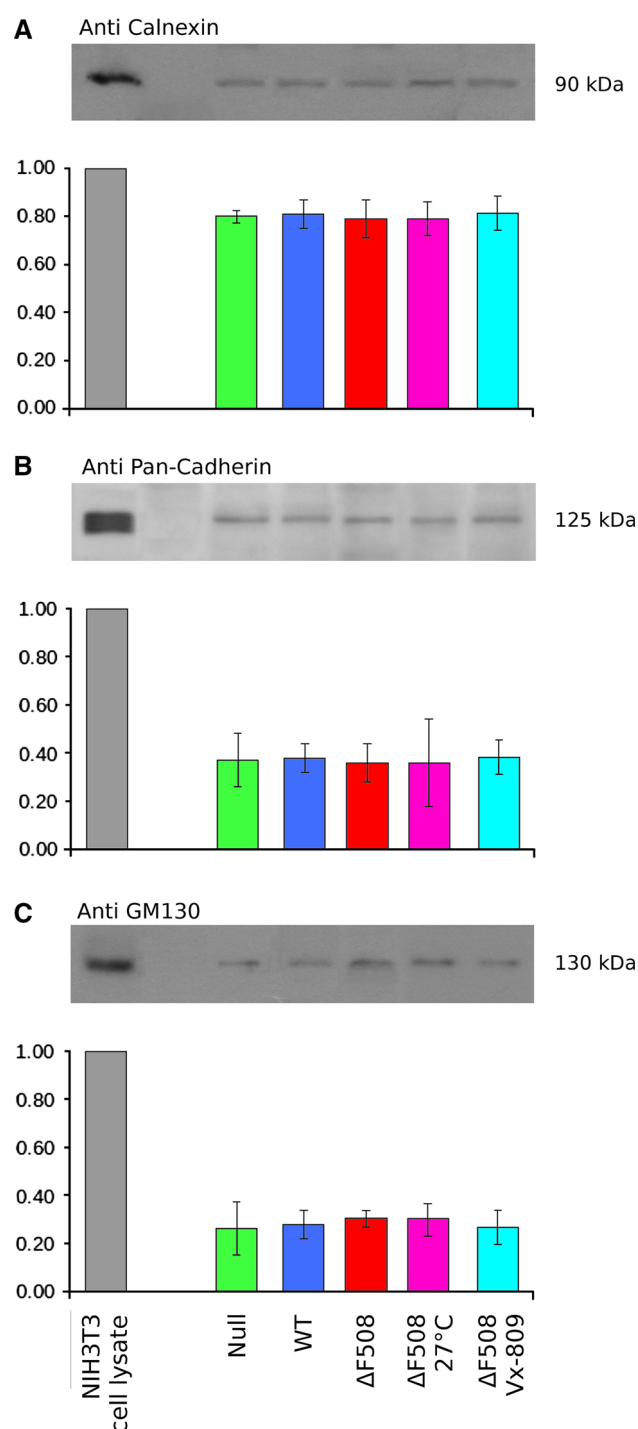 A Anti Calnexin
90 kDa
1.00
0.80
0.60
0.40
0.20
0.00
B Anti Pan-Cadherin
125 kDa
1.00
0.80
0.60
0.40
0.20
0.00
C Anti GM130
130 kDa
1.00
0.80
0.60
0.40
0.20
0.00
NIH3T3
cell lysate
Null
WT
ΔF508
ΔF508
27°C
ΔF508
Vx-809